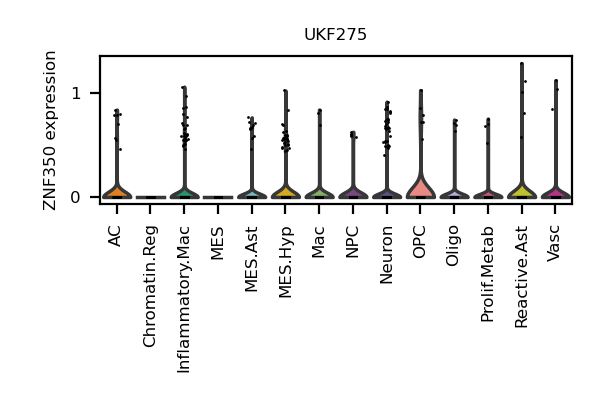 UKF275
ZNF350 expression
1
0
AC
Chromatin.Reg
Inflammatory.Mac
MES
MES.Ast
MES.Hyp
Mac
NPC
Neuron
OPC
Oligo
Prolif.Metab
Reactive.Ast
Vasc